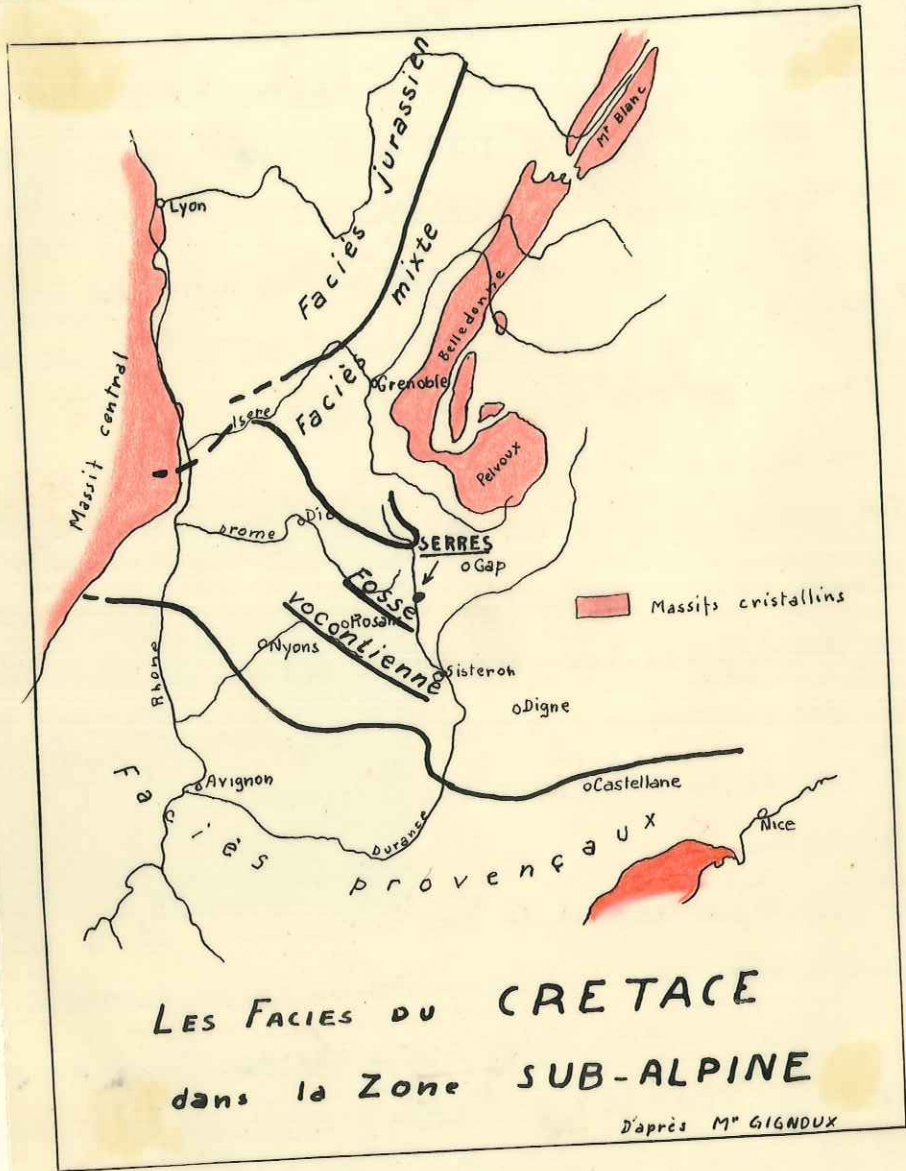 Mt Blanc
Faciès jurassien
Faciès mixte
Lyon
Belledonne
Grenoble
Massif central
Isère
Pelvoux
Drome
Die
SERRES
Gap
FOSSE
VOCONTIENNE
Rosans
Nyons
Massifs cristallins
Sisteron
Rhone
Digne
Avignon
Castellane
Durance
Nice
Faciès provençaux
LES FACIES DU CRETACE
dans la Zone SUB-ALPINE
D'après Mr GIGNOUX